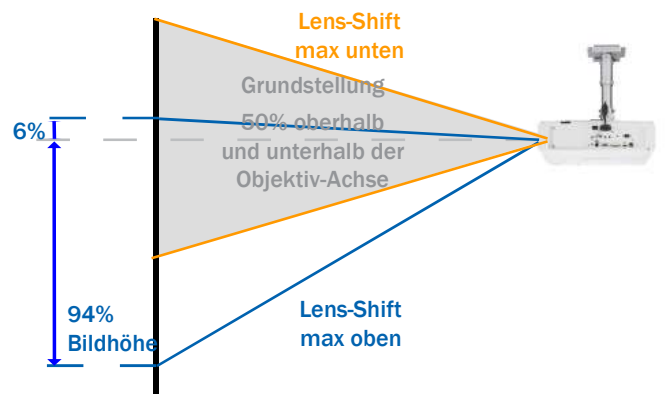 Lens-Shift
max unten
Grundstellung
50% oberhalb
und unterhalb der
Objektiv-Achse
6%
94%
Bildhöhe
Lens-Shift
max oben